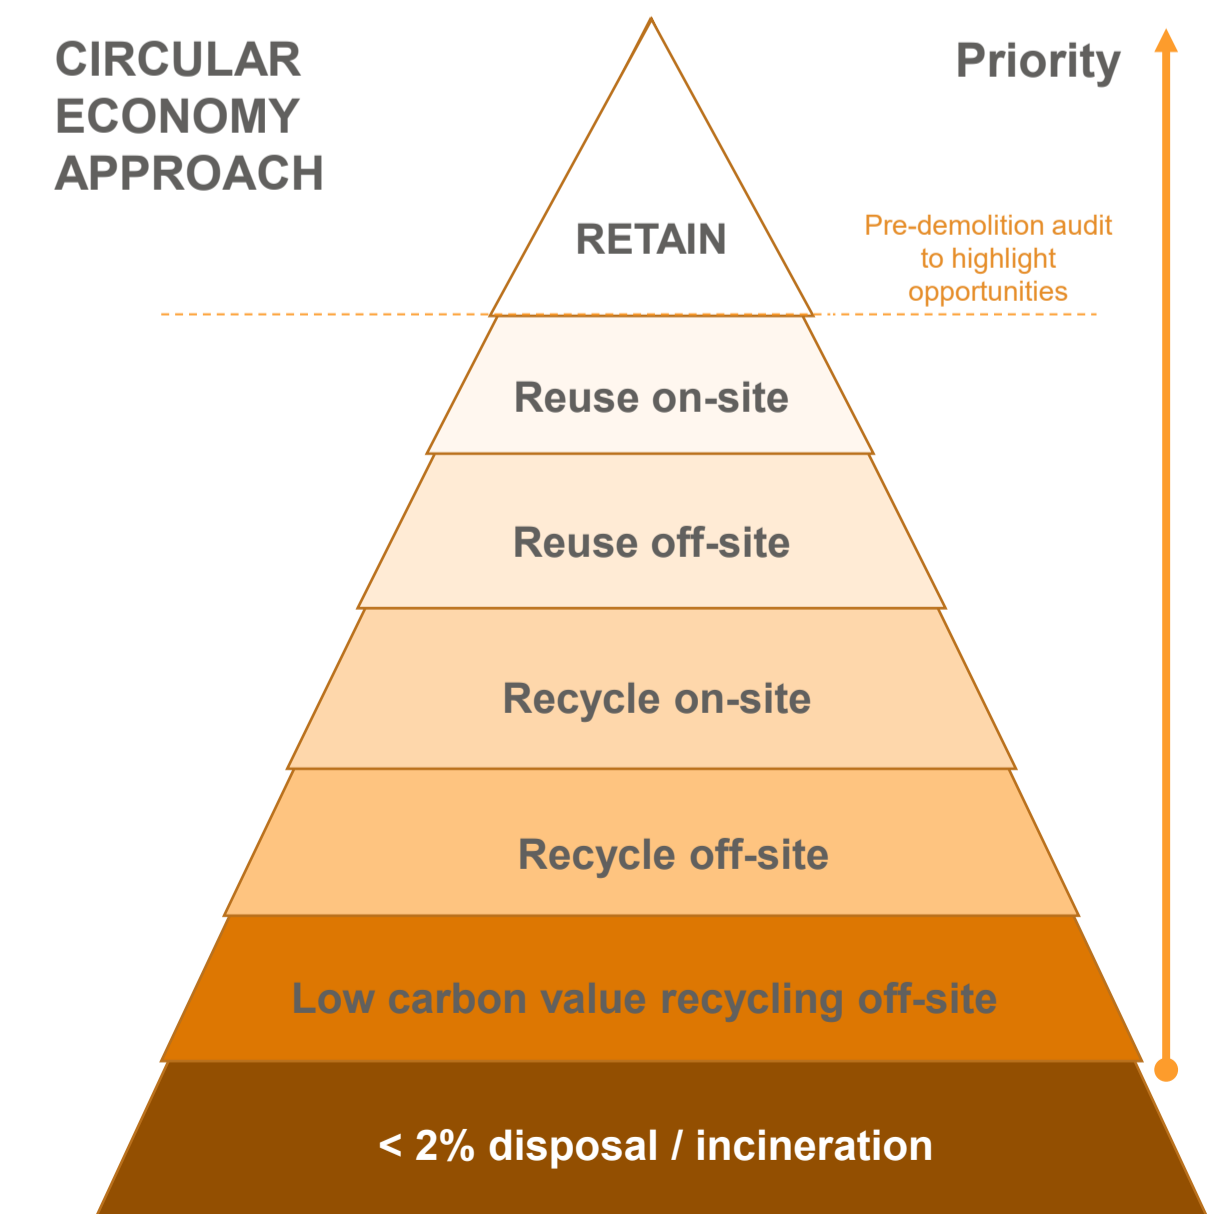 CIRCULAR
ECONOMY
APPROACH
Priority
RETAIN
Pre-demolition audit
to highlight
opportunities
Reuse on-site
Reuse off-site
Recycle on-site
Recycle off-site
Low carbon value recycling off-site
< 2% disposal / incineration